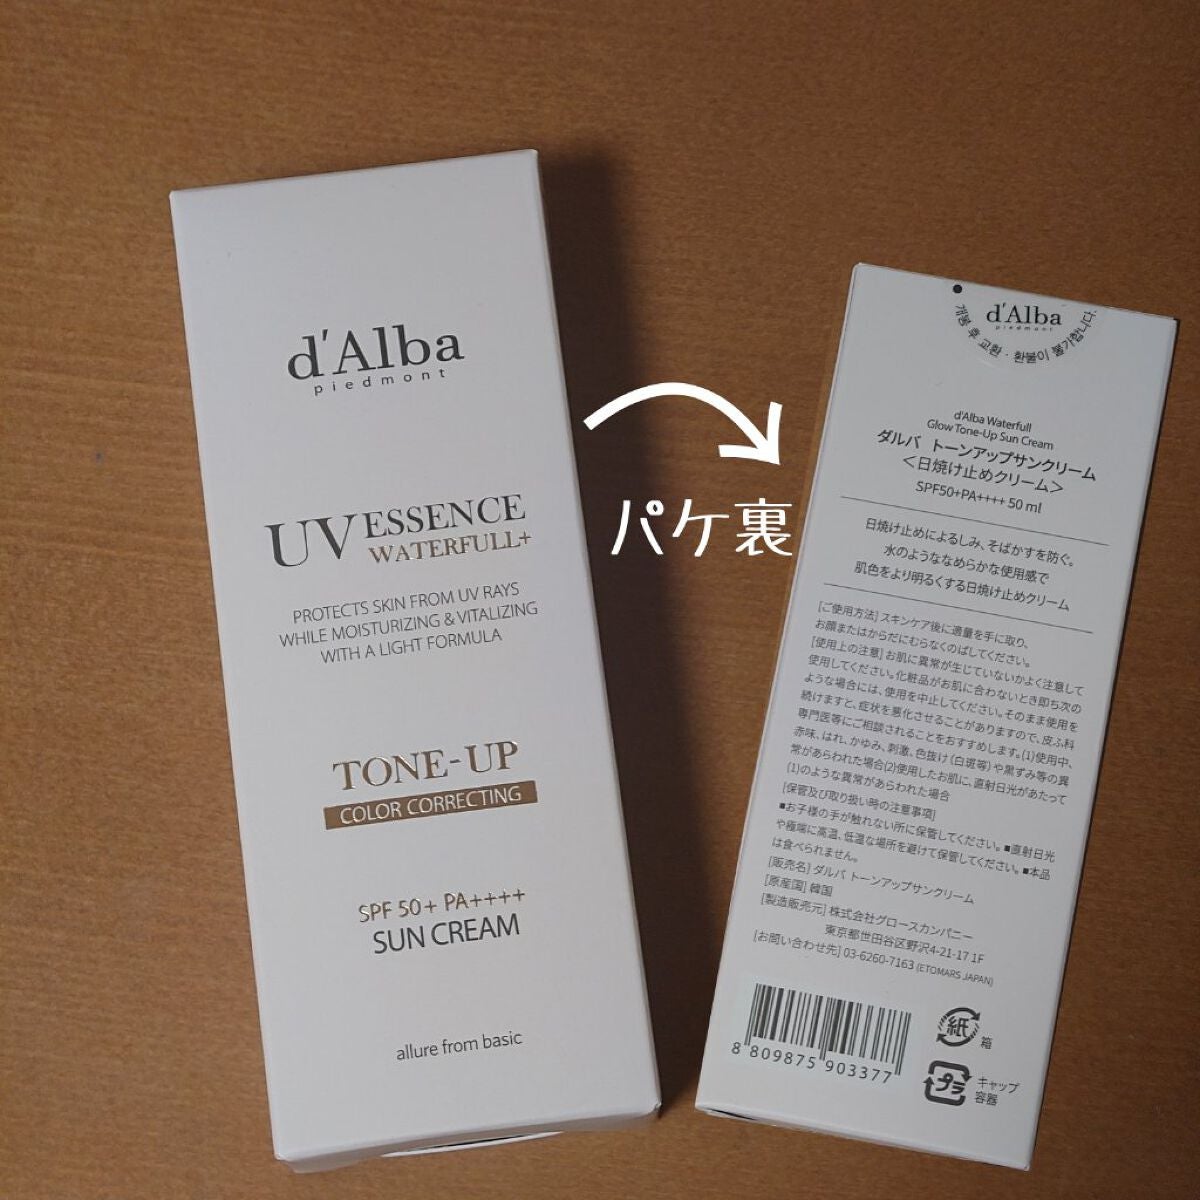 d'Alba
piedmont
UV ESSENCE
WATERFULL+
PROTECTS SKIN FROM UV RAYS
WHILE MOISTURIZING & VITALIZING
WITH A LIGHT FORMULA
TONE-UP
COLOR CORRECTING
SPF 50+ PA++++
SUN CREAM
allure from basic
パケ裏
d'Alba
piedmont
개봉 후 교환·환불이 불가합니다.
d'Alba Waterfull
Glow Tone-Up Sun Cream
ダルバ トーンアップサンクリーム
＜日焼け止めクリーム＞
SPF50+PA++++ 50 ml
日焼け止めによるしみ、そばかすを防ぐ。
水のようななめらかな使用感で
肌色をより明るくする日焼け止めクリーム
[ご使用方法] スキンケア後に適量を手に取り、
お顔またはからだにむらなくのばしてください。
[使用上の注意] お肌に異常が生じていないかよく注意して
使用してください。化粧品がお肌に合わないとき即ち次の
ような場合には、使用を中止してください。そのまま使用を
続けますと、症状を悪化させることがありますので、皮ふ科
専門医等にご相談されることをおすすめします。(1)使用中、
赤味、はれ、かゆみ、刺激、色抜け(白斑等)や黒ずみ等の異
常があらわれた場合(2)使用したお肌に、直射日光があたって
(1)のような異常があらわれた場合
[保管及び取り扱い時の注意事項]
■お子様の手が触れない所に保管してください。■直射日光
や極端に高温、低温な場所を避けて保管してください。■本品
は食べられません。
[販売名] ダルバ トーンアップサンクリーム
[原産国] 韓国
[製造販売元] 株式会社グロースカンパニー
東京都世田谷区野沢4-21-17 1F
[お問い合わせ先] 03-6260-7163 (ETOMARS JAPAN)
8 809875 903377
紙
箱
プラ
キャップ
容器